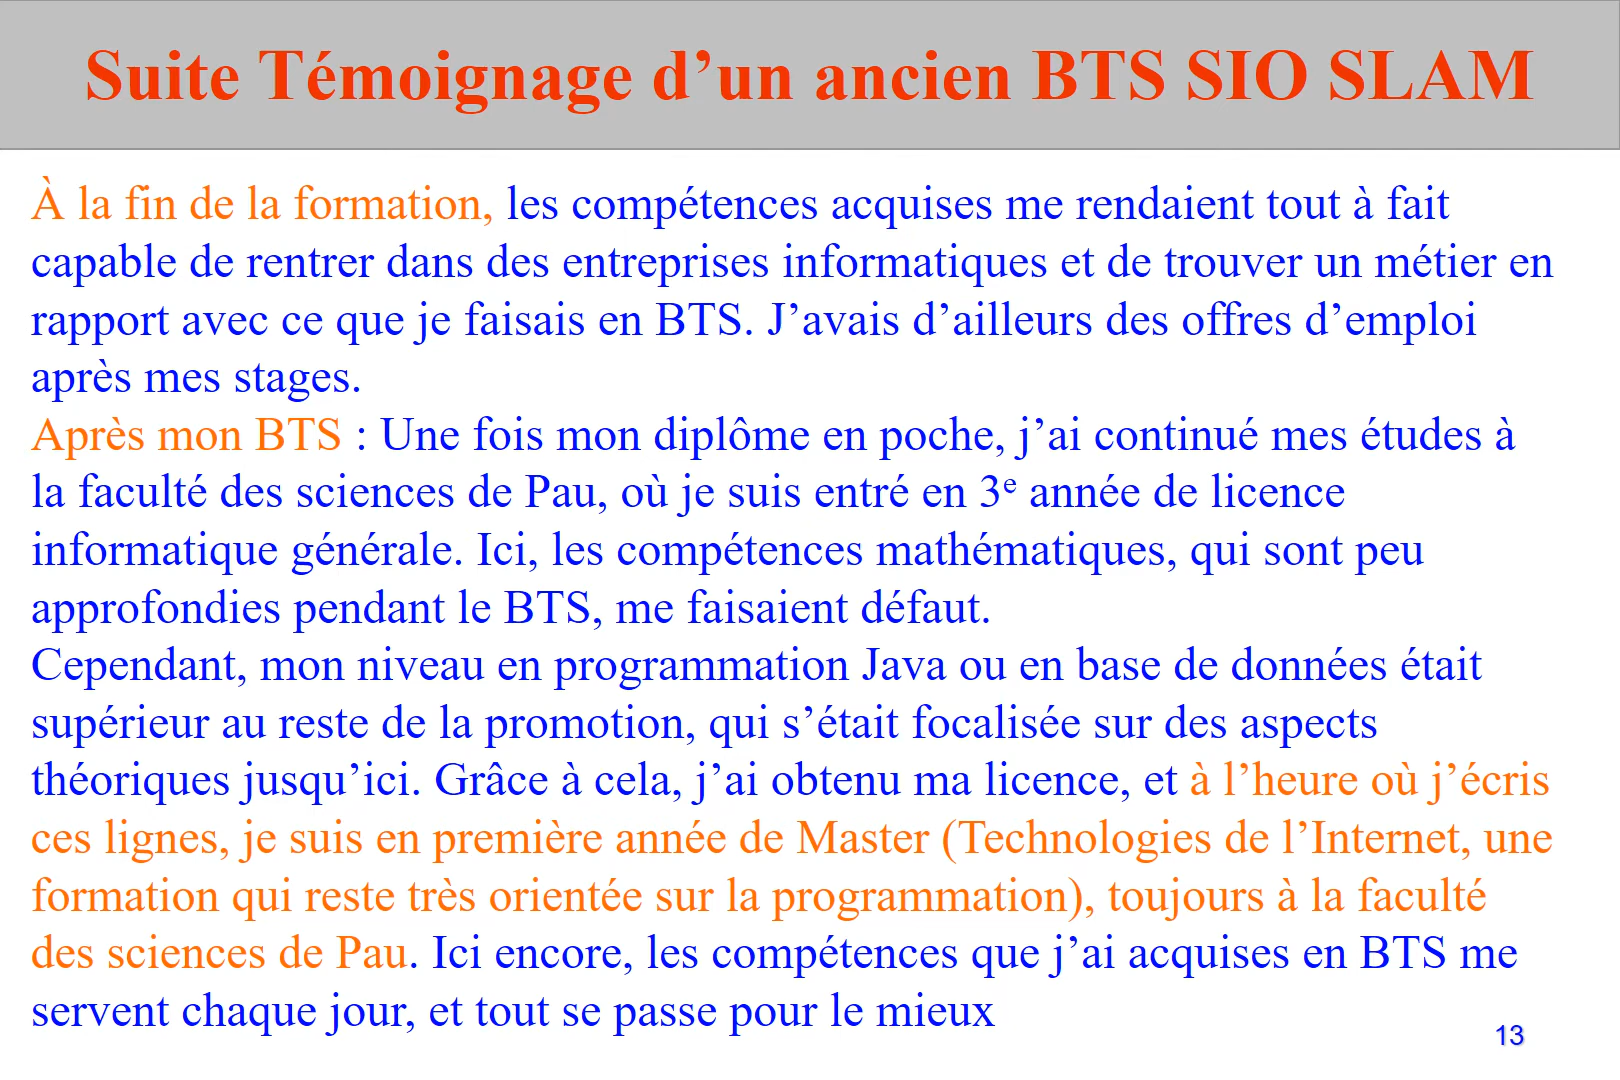 Suite Témoignage d’un ancien BTS SIO SLAM
À la fin de la formation, les compétences acquises me rendaient tout à fait
capable de rentrer dans des entreprises informatiques et de trouver un métier en
rapport avec ce que je faisais en BTS. J’avais d’ailleurs des offres d’emploi
après mes stages.
Après mon BTS : Une fois mon diplôme en poche, j’ai continué mes études à
la faculté des sciences de Pau, où je suis entré en 3e année de licence
informatique générale. Ici, les compétences mathématiques, qui sont peu
approfondies pendant le BTS, me faisaient défaut.
Cependant, mon niveau en programmation Java ou en base de données était
supérieur au reste de la promotion, qui s’était focalisée sur des aspects
théoriques jusqu’ici. Grâce à cela, j’ai obtenu ma licence, et à l’heure où j’écris
ces lignes, je suis en première année de Master (Technologies de l’Internet, une
formation qui reste très orientée sur la programmation), toujours à la faculté
des sciences de Pau. Ici encore, les compétences que j’ai acquises en BTS me
servent chaque jour, et tout se passe pour le mieux
13